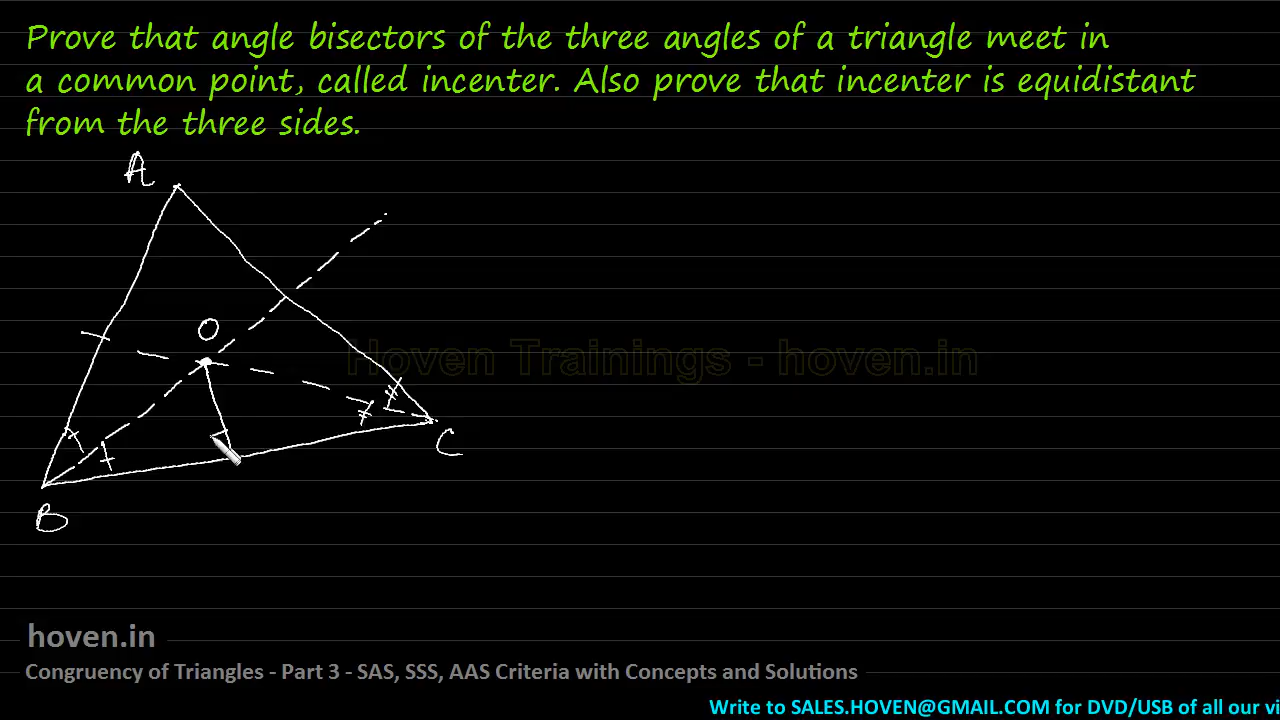 Prove that angle bisectors of the three angles of a triangle meet in
a common point, called incenter. Also prove that incenter is equidistant
from the three sides.
A
O
Hoven Trainings - hoven.in
C
B
hoven.in
Congruency of Triangles - Part 3 - SAS, SSS, AAS Criteria with Concepts and Solutions
Write to SALES.HOVEN@GMAIL.COM for DVD/USB of all our vi